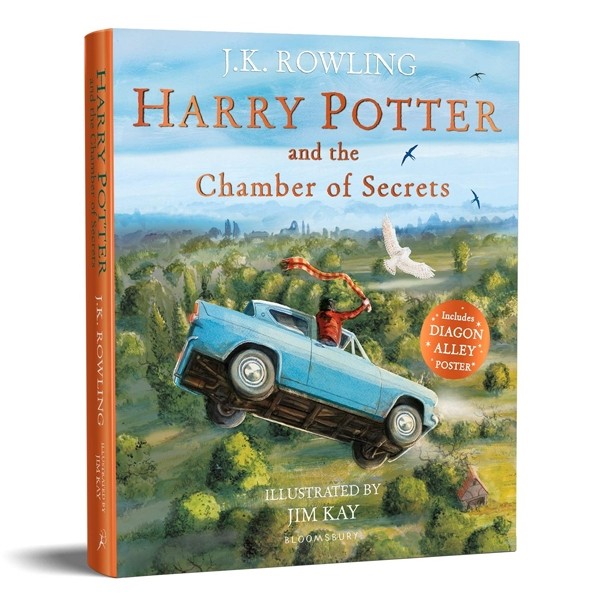 HARRY POTTER
and the Chamber of Secrets
J.K. ROWLING
ILLUSTRATED BY
JIM KAY
J.K. ROWLING
HARRY POTTER
and the
Chamber of Secrets
Includes
DIAGON
ALLEY
POSTER
ILLUSTRATED BY
JIM KAY
BLOOMSBURY